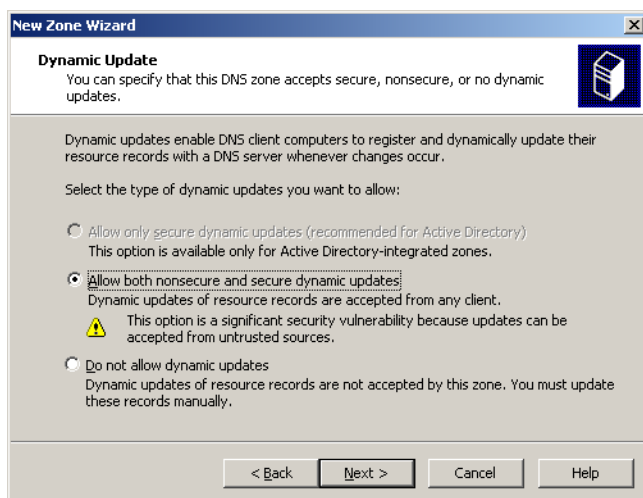 New Zone Wizard
Dynamic Update
You can specify that this DNS zone accepts secure, nonsecure, or no dynamic
updates.
Dynamic updates enable DNS client computers to register and dynamically update their
resource records with a DNS server whenever changes occur.
Select the type of dynamic updates you want to allow:
Allow only secure dynamic updates (recommended for Active Directory)
This option is available only for Active Directory-integrated zones.
Allow both nonsecure and secure dynamic updates
Dynamic updates of resource records are accepted from any client.
This option is a significant security vulnerability because updates can be
accepted from untrusted sources.
Do not allow dynamic updates
Dynamic updates of resource records are not accepted by this zone. You must update
these records manually.
< Back Next > Cancel Help